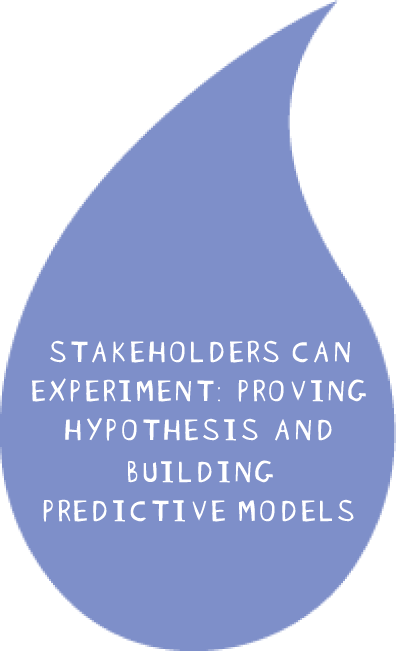 STAKEHOLDERS CAN
EXPERIMENT: PROVING
HYPOTHESIS AND
BUILDING
PREDICTIVE MODELS